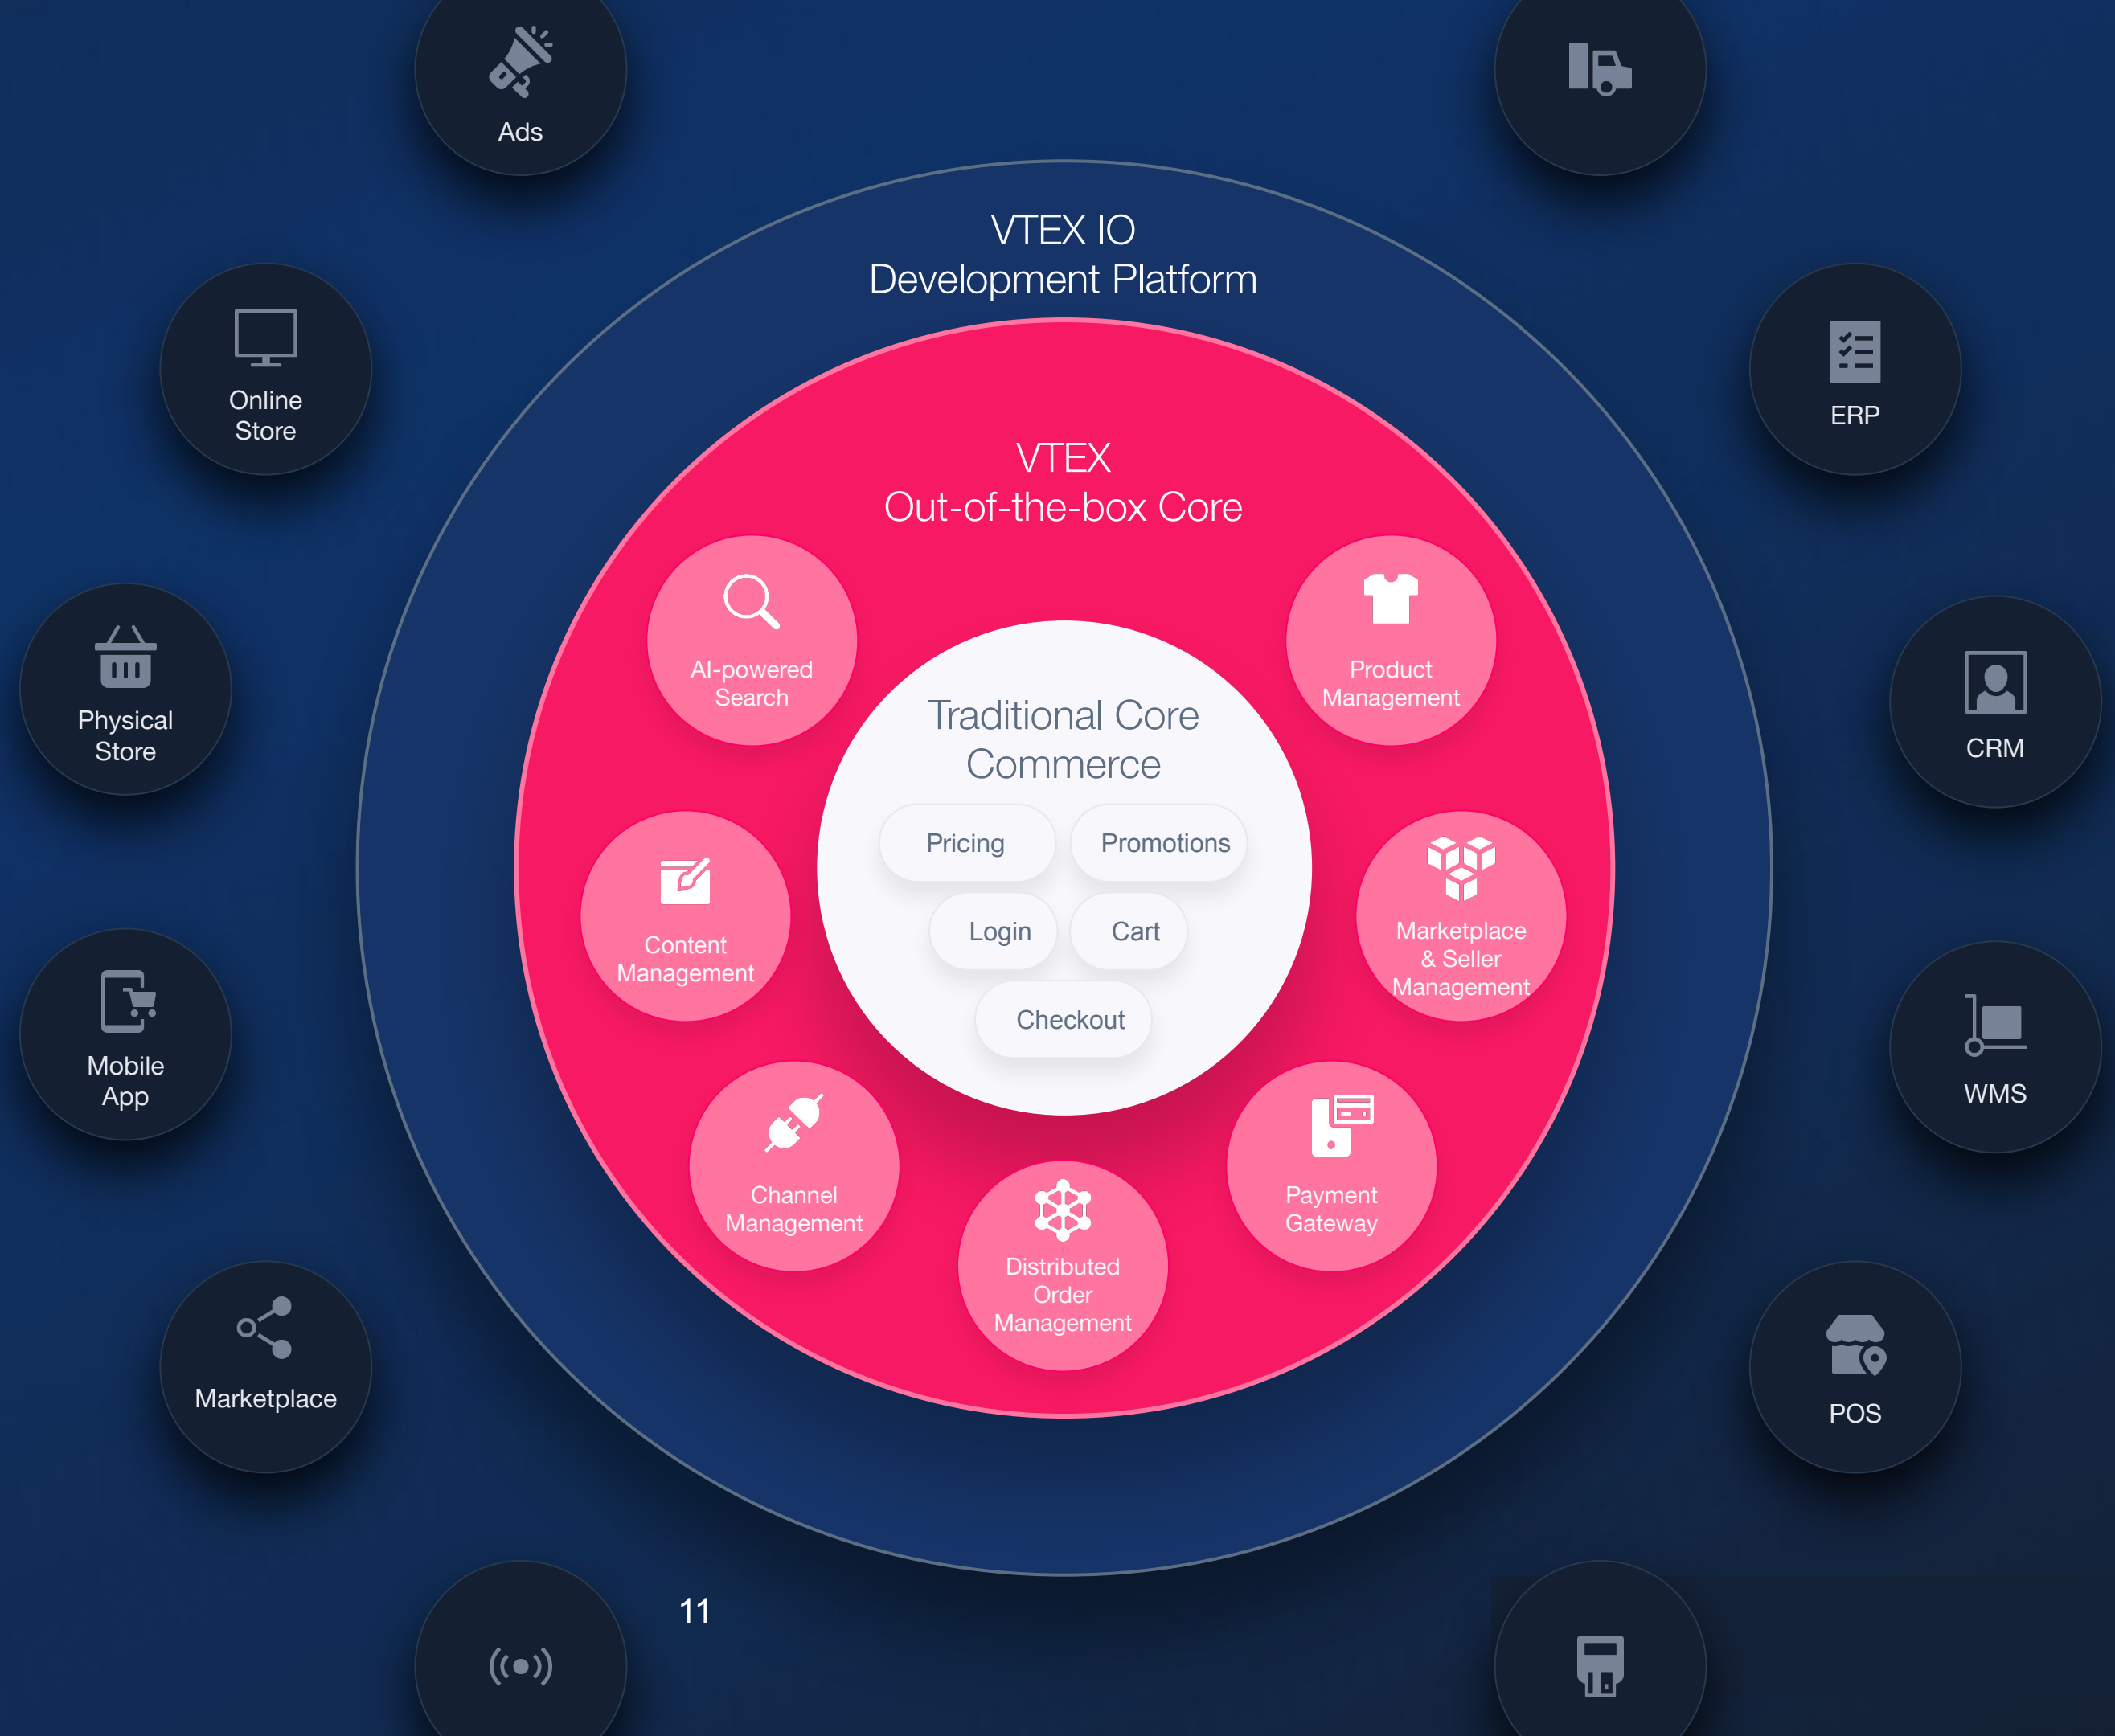 Ads
VTEX IO
Development Platform
Online
Store
ERP
VTEX
Out-of-the-box Core
AI-powered
Search
Product
Management
Physical
Store
CRM
Traditional Core
Commerce
Pricing
Promotions
Login
Cart
Checkout
Content
Management
Marketplace
& Seller
Management
Mobile
App
WMS
Channel
Management
Payment
Gateway
Distributed
Order
Management
Marketplace
POS
11